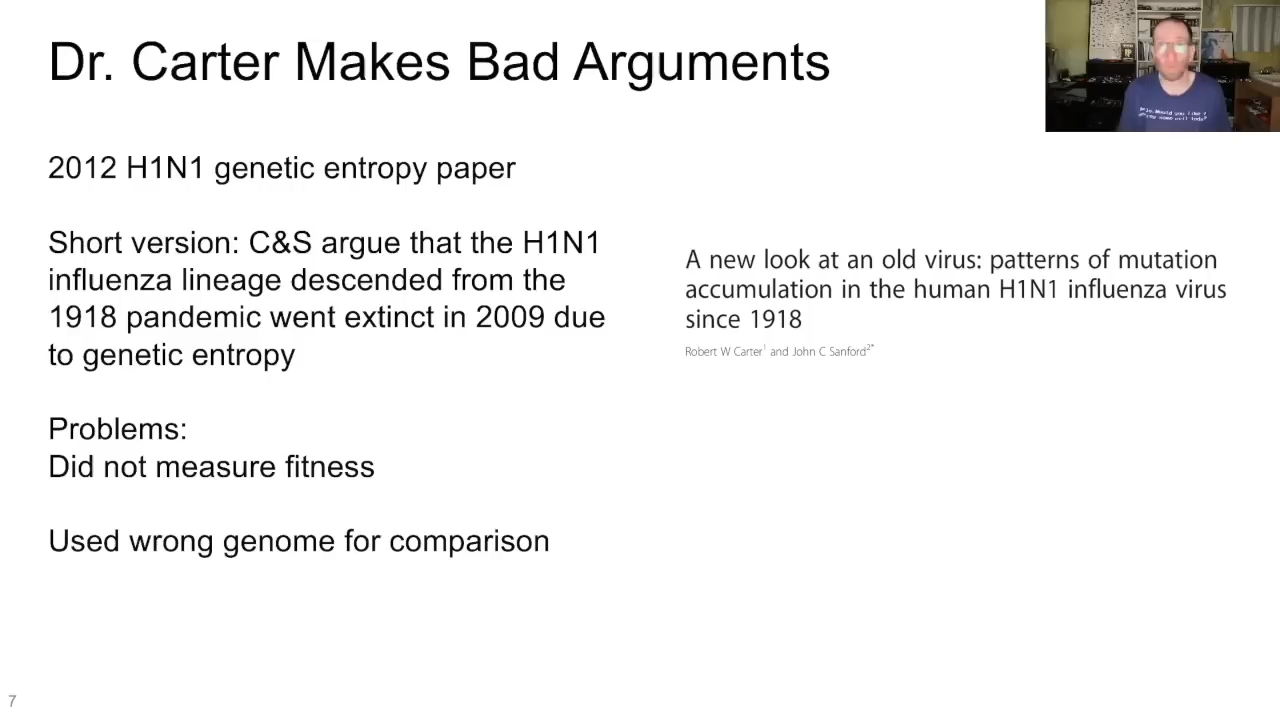 Dr. Carter Makes Bad Arguments
2012 H1N1 genetic entropy paper
Short version: C&S argue that the H1N1
influenza lineage descended from the
1918 pandemic went extinct in 2009 due
to genetic entropy
Problems:
Did not measure fitness
Used wrong genome for comparison
A new look at an old virus: patterns of mutation
accumulation in the human H1N1 influenza virus
since 1918
Robert W Carter1 and John C Sanford2*
7